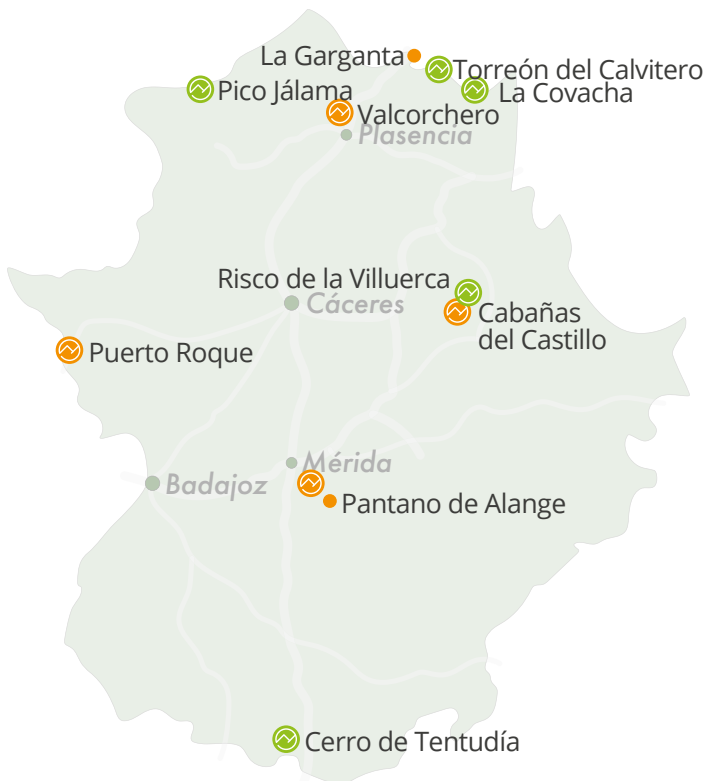 La Garganta
Torreón del Calvitero
Pico Jálama
La Covacha
Valcorchero
Plasencia
Risco de la Villuerca
Cáceres
Cabañas
del Castillo
Puerto Roque
Mérida
Badajoz
Pantano de Alange
Cerro de Tentudía